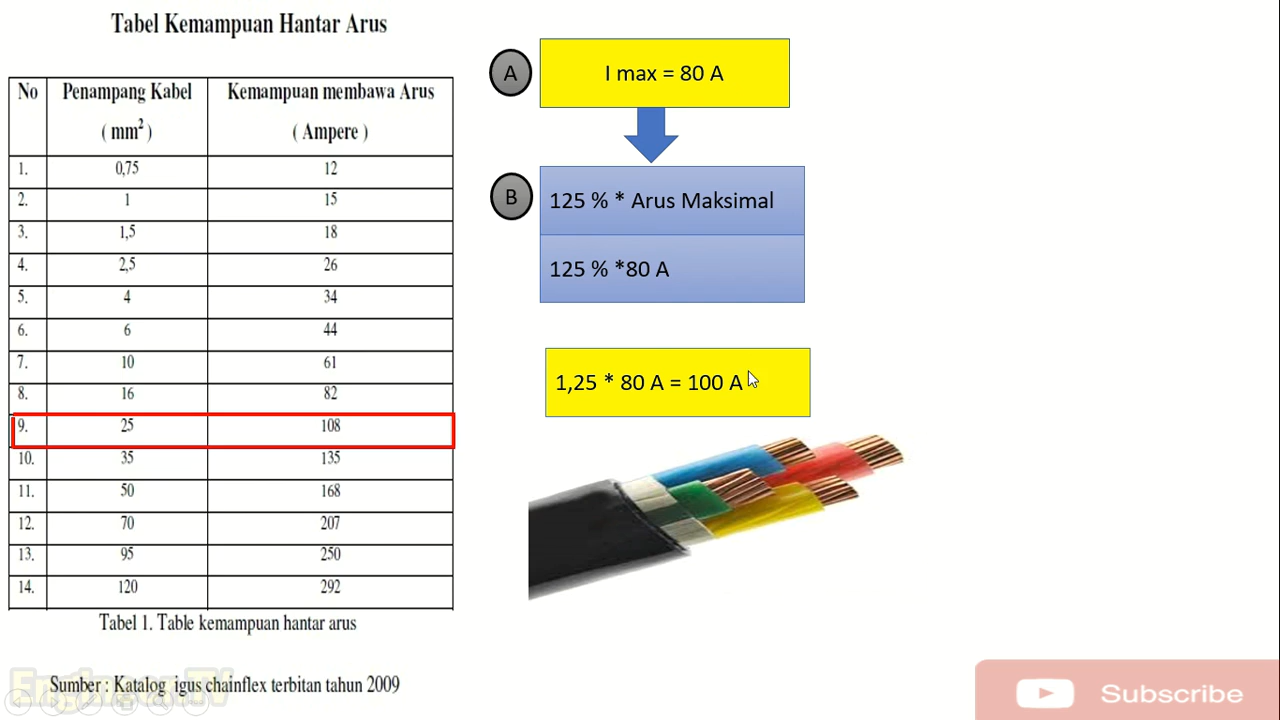 Tabel Kemampuan Hantar Arus
No Penampang Kabel Kemampuan membawa Arus
( mm² ) ( Ampere )
1. 0,75 12
2. 1 15
3. 1,5 18
4. 2,5 26
5. 4 34
6. 6 44
7. 10 61
8. 16 82
9. 25 108
10. 35 135
11. 50 168
12. 70 207
13. 95 250
14. 120 292
Tabel 1. Table kemampuan hantar arus
Sumber : Katalog igus chainflex terbitan tahun 2009
A
I max = 80 A
B
125 % * Arus Maksimal
125 % *80 A
1,25 * 80 A = 100 A
Subscribe